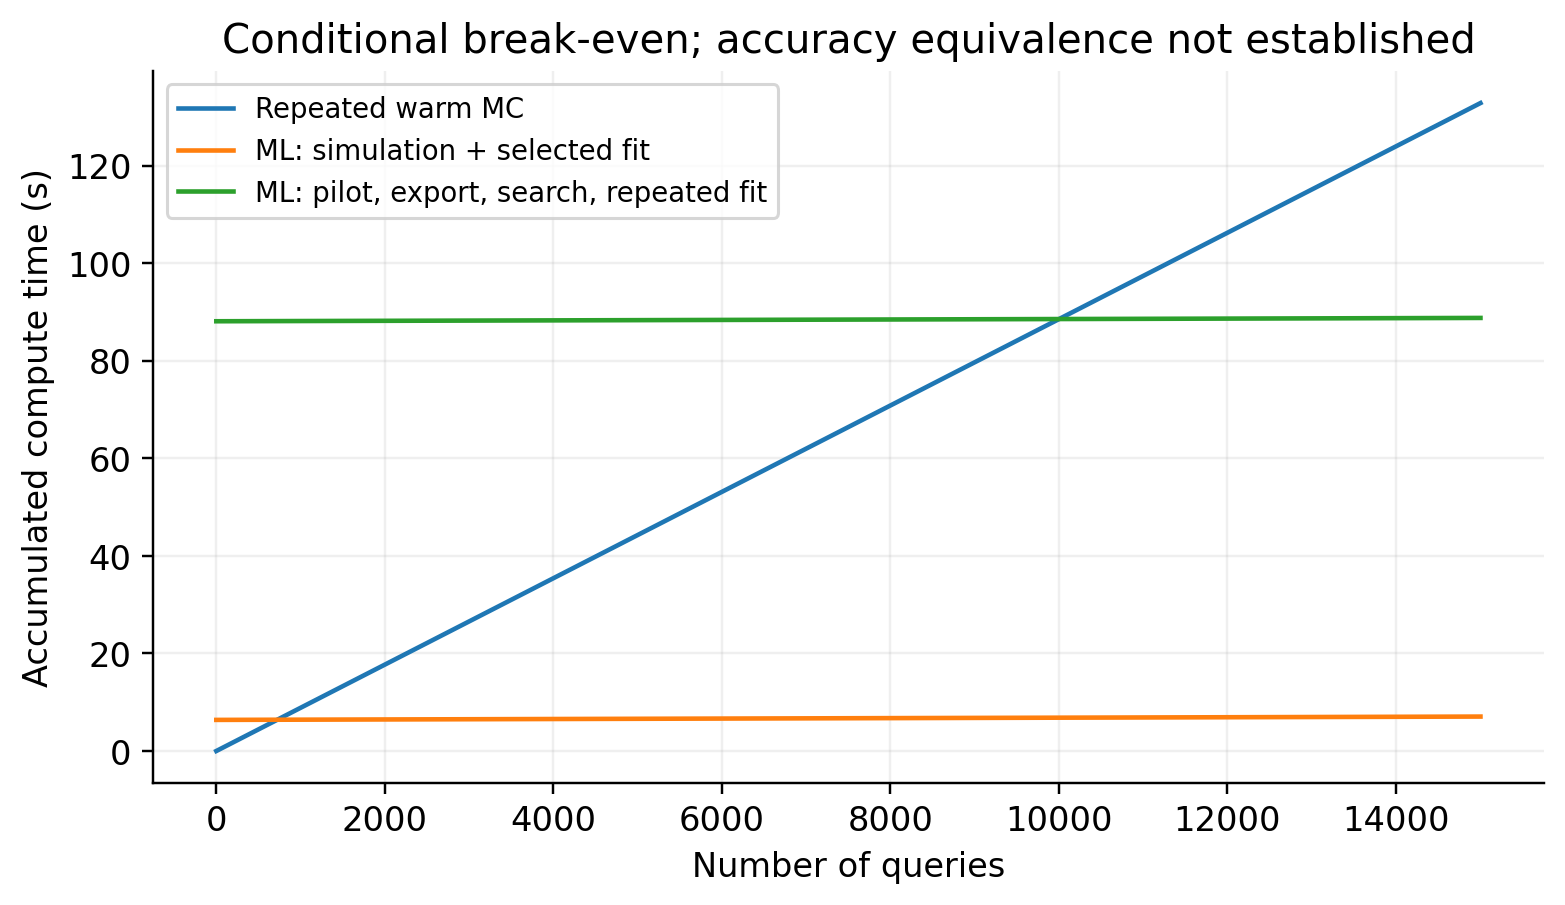 Conditional break-even; accuracy equivalence not established
Repeated warm MC
ML: simulation + selected fit
ML: pilot, export, search, repeated fit
Accumulated compute time (s)
120
100
80
60
40
20
0
0 2000 4000 6000 8000 10000 12000 14000
Number of queries